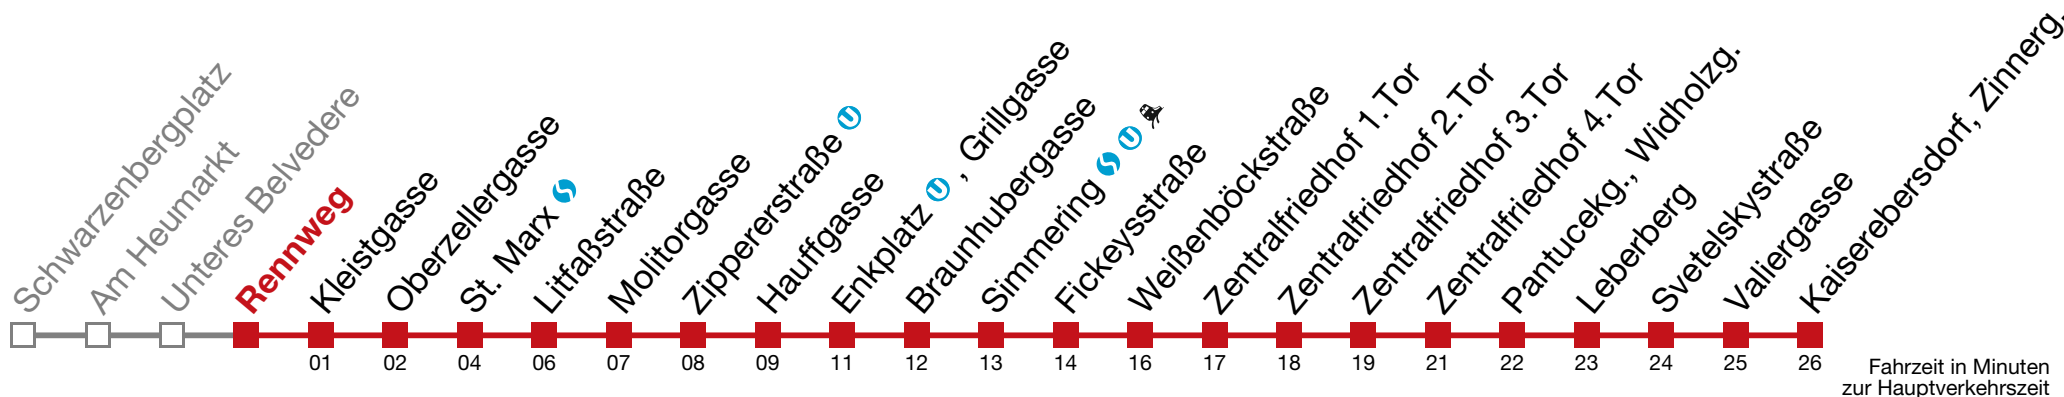 Schwarzenbergplatz
Am Heumarkt
Unteres Belvedere
Rennweg
Kleistgasse
Oberzellergasse
St. Marx
Litfaßstraße
Molitorgasse
Zippererstraße U
Hauffgasse
Enkplatz U , Grillgasse
Braunhubergasse
Simmering S U
Fickeysstraße
Weißenböckstraße
Zentralfriedhof 1.Tor
Zentralfriedhof 2.Tor
Zentralfriedhof 3.Tor
Zentralfriedhof 4.Tor
Pantucekg., Widholzg.
Leberberg
Svetelskystraße
Valiergasse
Kaiserebersdorf, Zinnerg.
01 02 04 06 07 08 09 11 12 13 14 16 17 18 19 21 22 23 24 25 26
Fahrzeit in Minuten
zur Hauptverkehrszeit